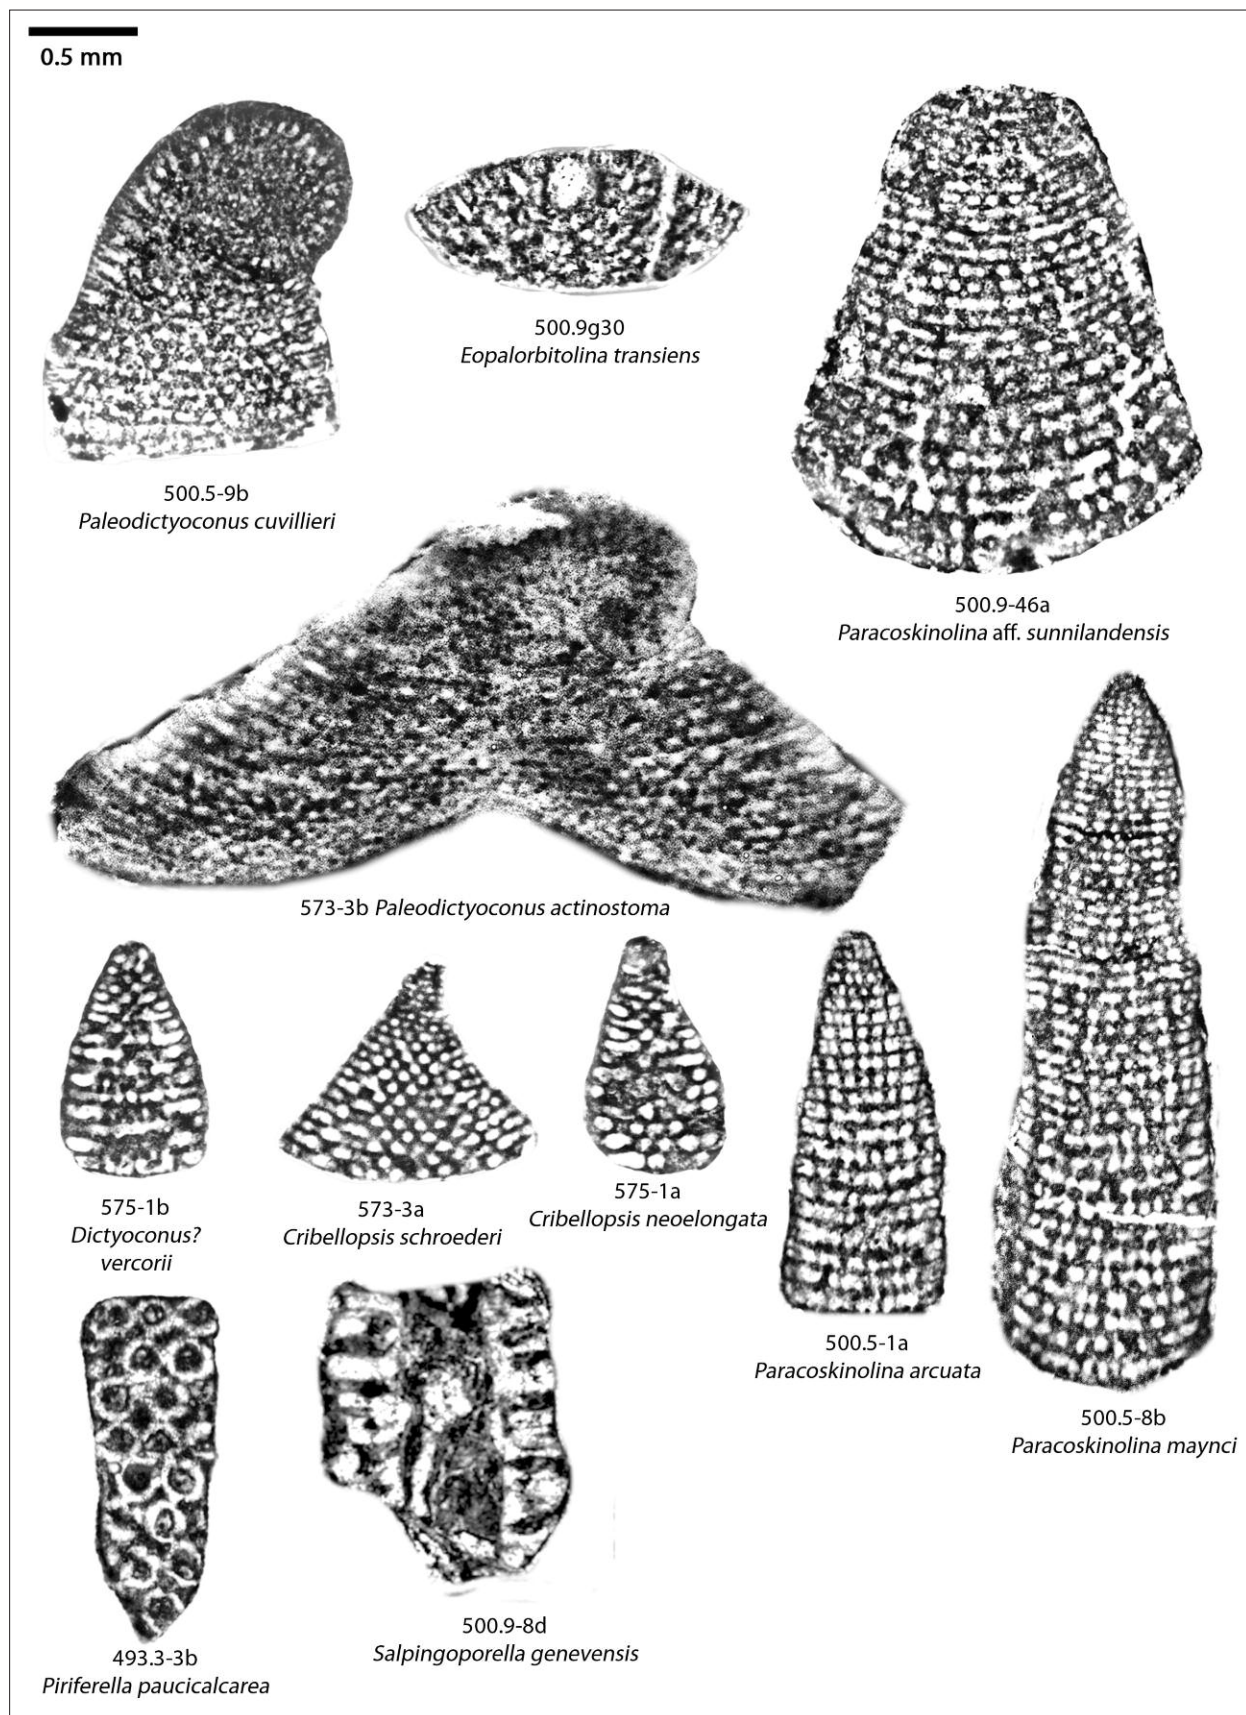 0.5 mm
500.9g30
Eopalorbitolina transiens
500.5-9b
Paleodictyoconus cuvillieri
500.9-46a
Paracoskinolina aff. sunnilandensis
573-3b Paleodictyoconus actinostoma
575-1b
Dictyoconus?
vercorii
573-3a
Cribellopsis schroederi
575-1a
Cribellopsis neoelongata
500.5-1a
Paracoskinolina arcuata
500.5-8b
Paracoskinolina maynci
493.3-3b
Piriferella paucicalcarea
500.9-8d
Salpingoporella genevensis